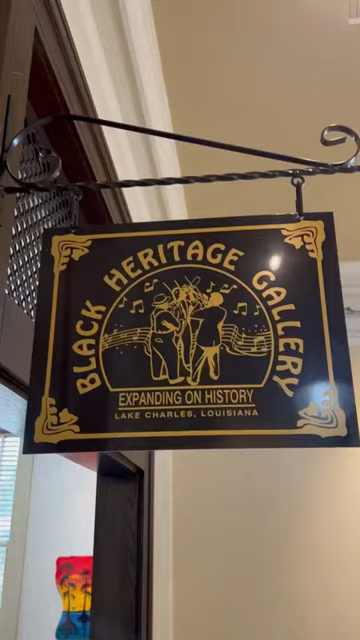 BLACK HERITAGE GALLERY
EXPANDING ON HISTORY
LAKE CHARLES, LOUISIANA